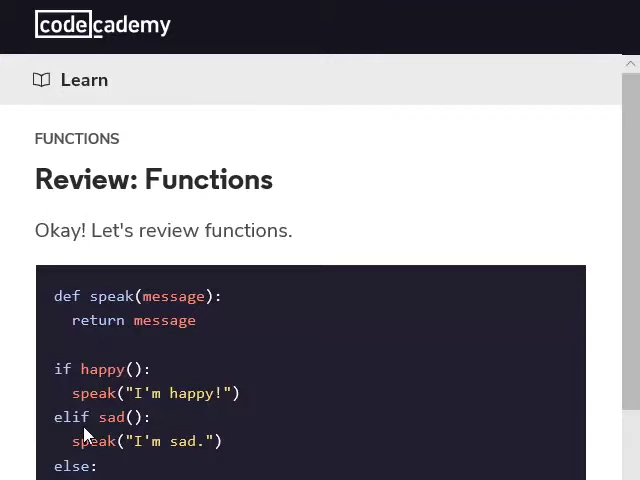 codecademy
Learn
FUNCTIONS
Review: Functions
Okay! Let's review functions.
def speak(message):
  return message
if happy():
  speak("I'm happy!")
elif sad():
  speak("I'm sad.")
else: